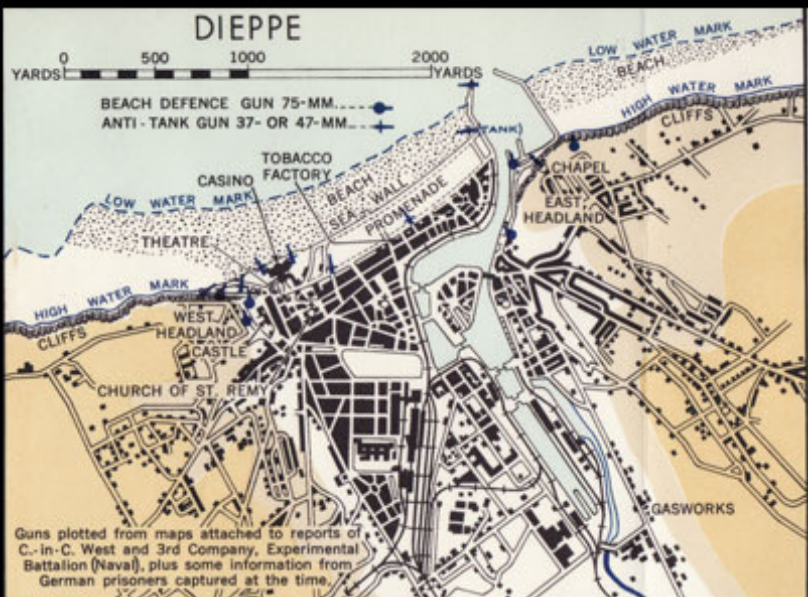 DIEPPE
0 500 1000 2000
YARDS YARDS
BEACH DEFENCE GUN 75-MM.
ANTI-TANK GUN 37- OR 47-MM.
LOW WATER MARK
BEACH
HIGH WATER MARK
CLIFFS
(TANK)
TOBACCO
FACTORY
CASINO
CHAPEL
BEACH
SEA WALL
PROMENADE
LOW WATER MARK
EAST
HEADLAND
THEATRE
HIGH WATER MARK
CLIFFS
WEST
HEADLAND
CASTLE
CHURCH OF ST. REMY
GASWORKS
Guns plotted from maps attached to reports of
C.-in-C. West and 3rd Company, Experimental
Battalion (Naval), plus some information from
German prisoners captured at the time.